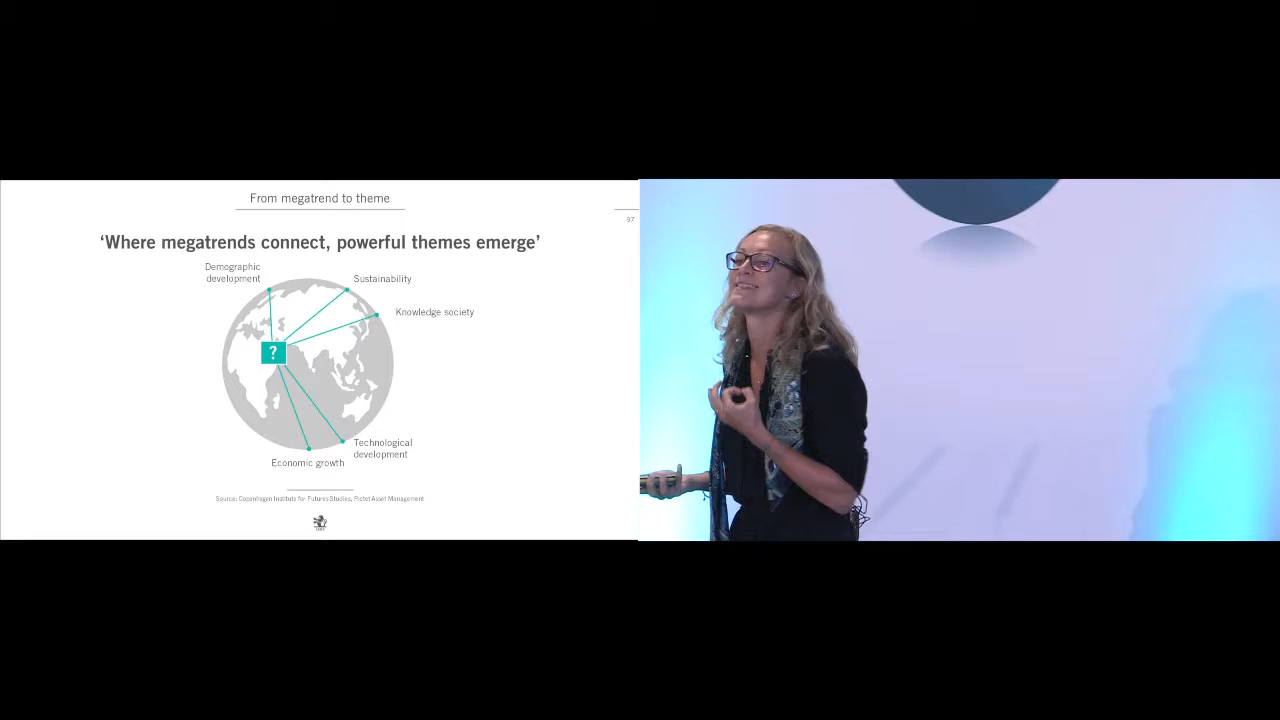 From megatrend to theme
97
‘Where megatrends connect, powerful themes emerge’
Demographic
development
Sustainability
Knowledge society
?
Technological
development
Economic growth
Source: Copenhagen Institute for Futures Studies, Pictet Asset Management